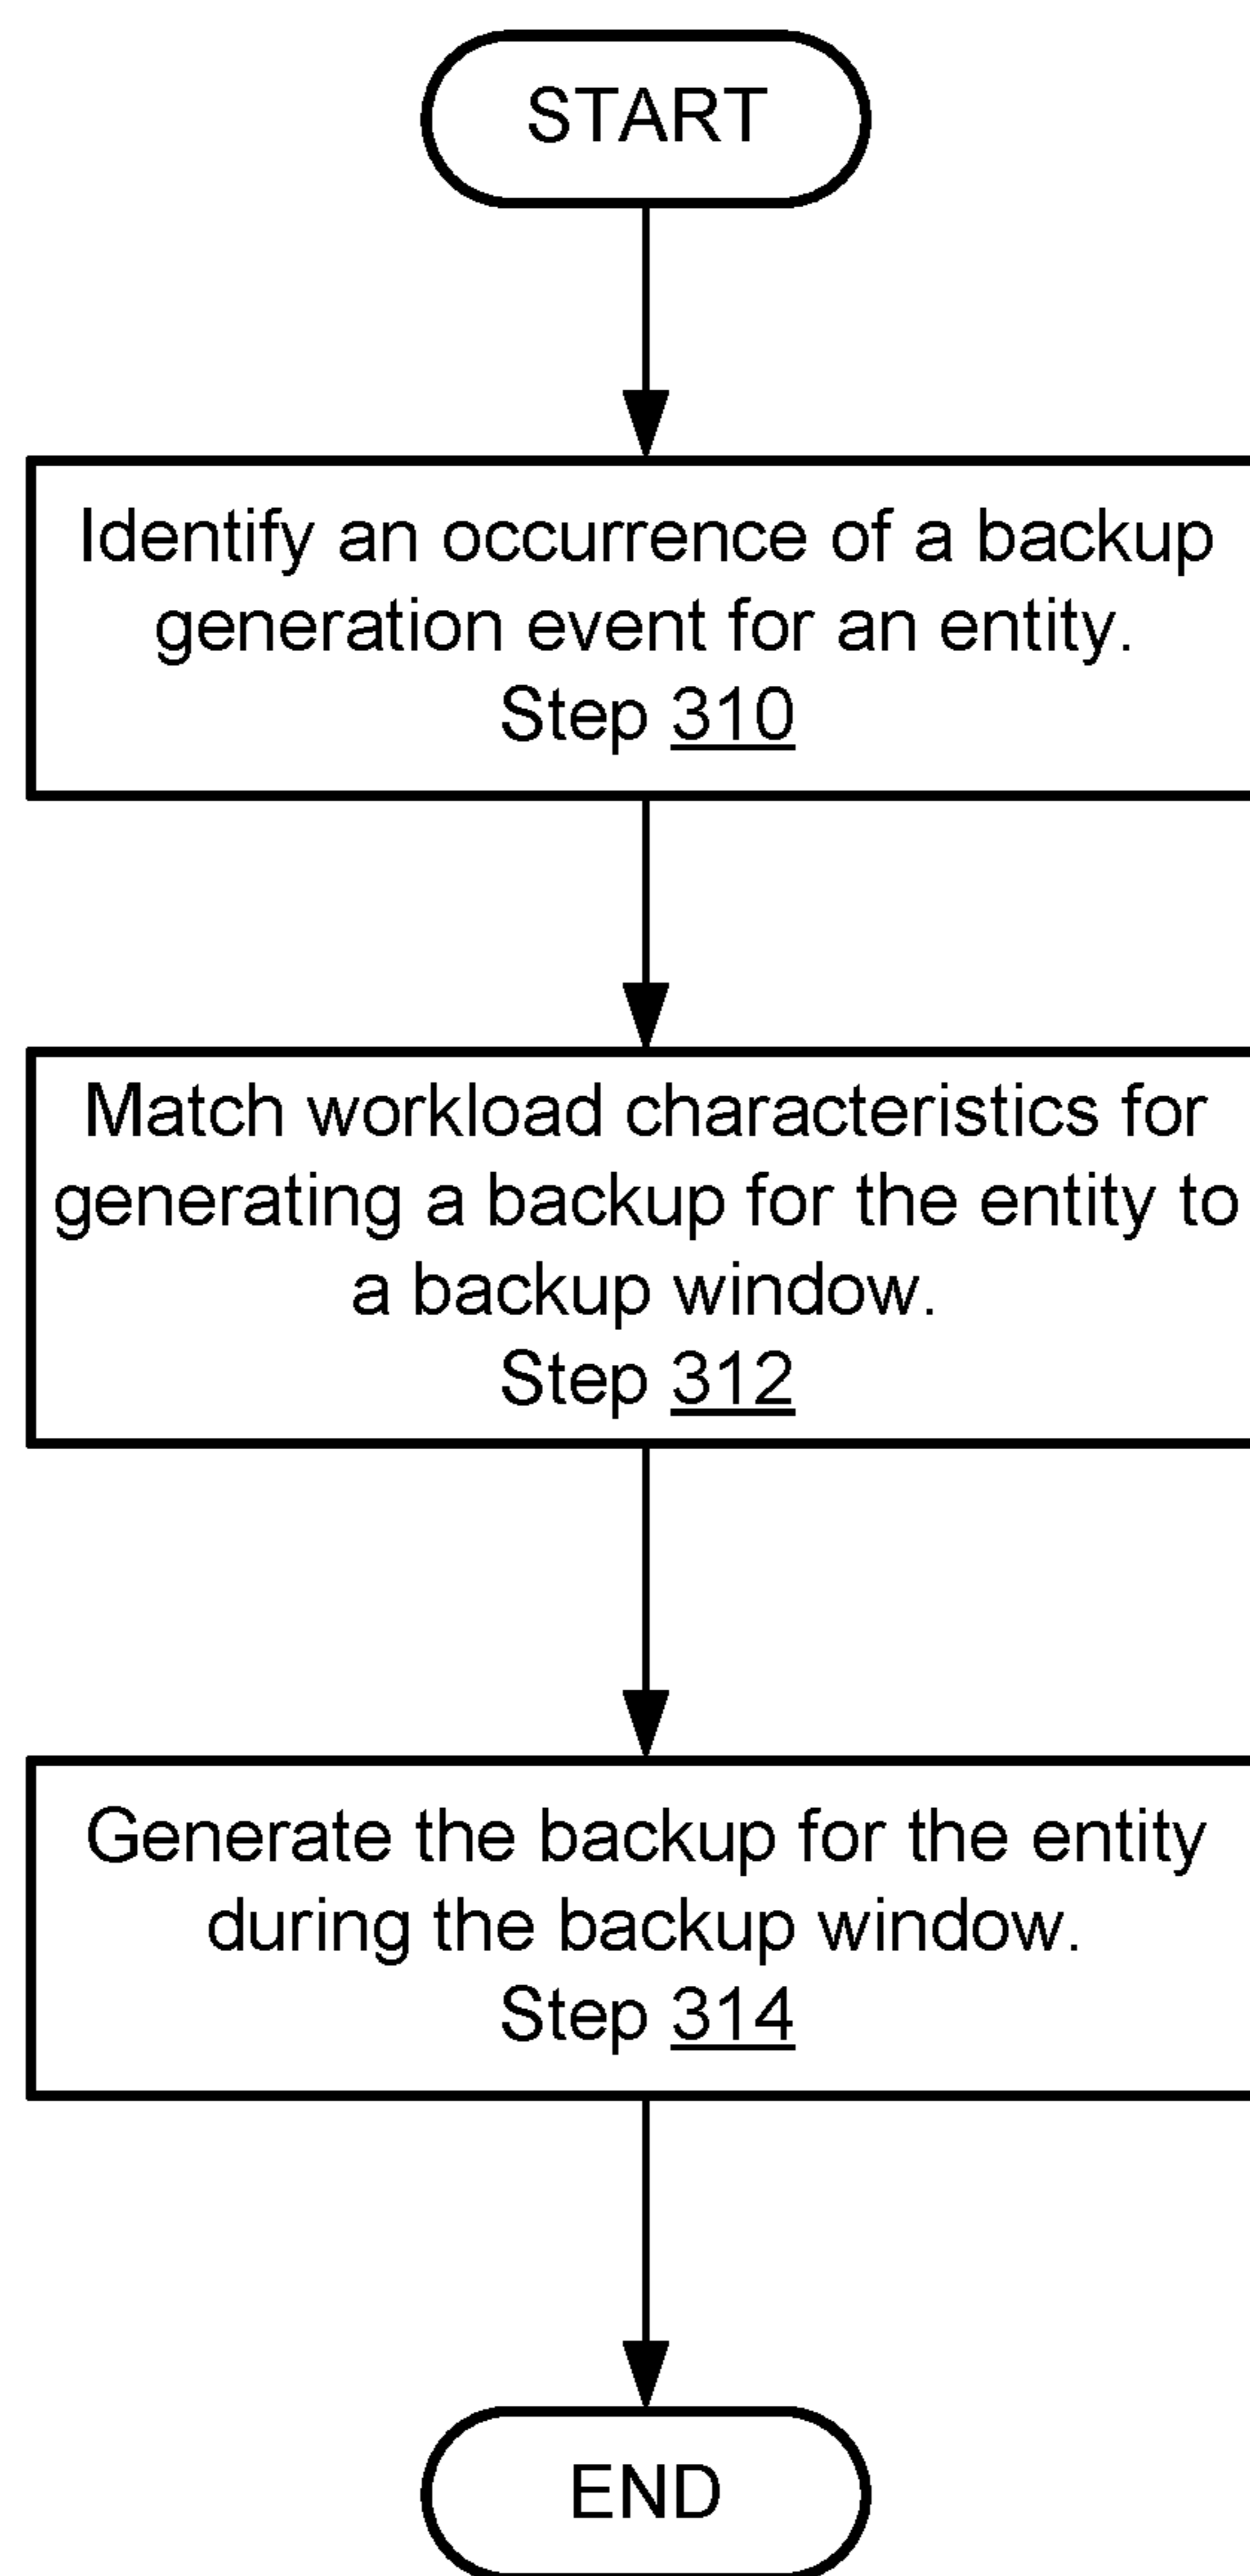 START
Identify an occurrence of a backup
generation event for an entity.
Step 310
Match workload characteristics for
generating a backup for the entity to
a backup window.
Step 312
Generate the backup for the entity
during the backup window.
Step 314
END